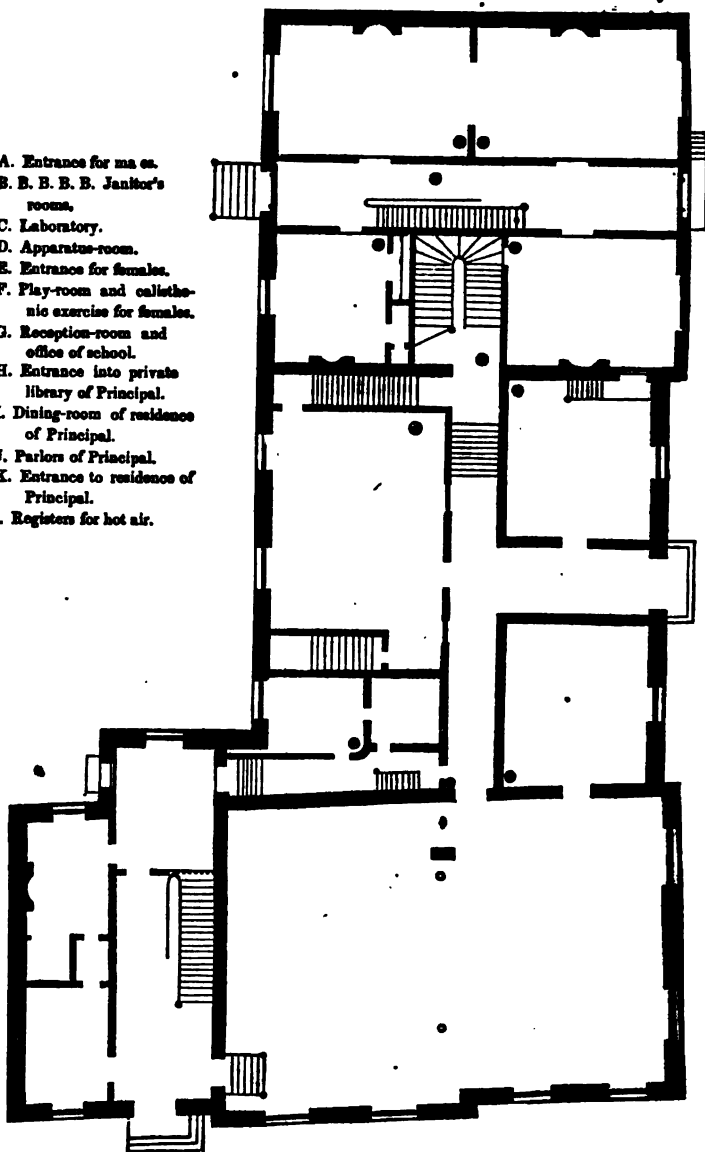 A. Entrance for ma es.
B. B. B. B. B. Janitor's
rooms.
C. Laboratory.
D. Apparatus-room.
E. Entrance for females.
F. Play-room and calisthe-
nic exercise for females.
G. Reception-room and
office of school.
H. Entrance into private
library of Principal.
. Dining-room of residence
of Principal.
J. Parlors of Principal.
K. Entrance to residence of
Principal.
. Registers for hot air.